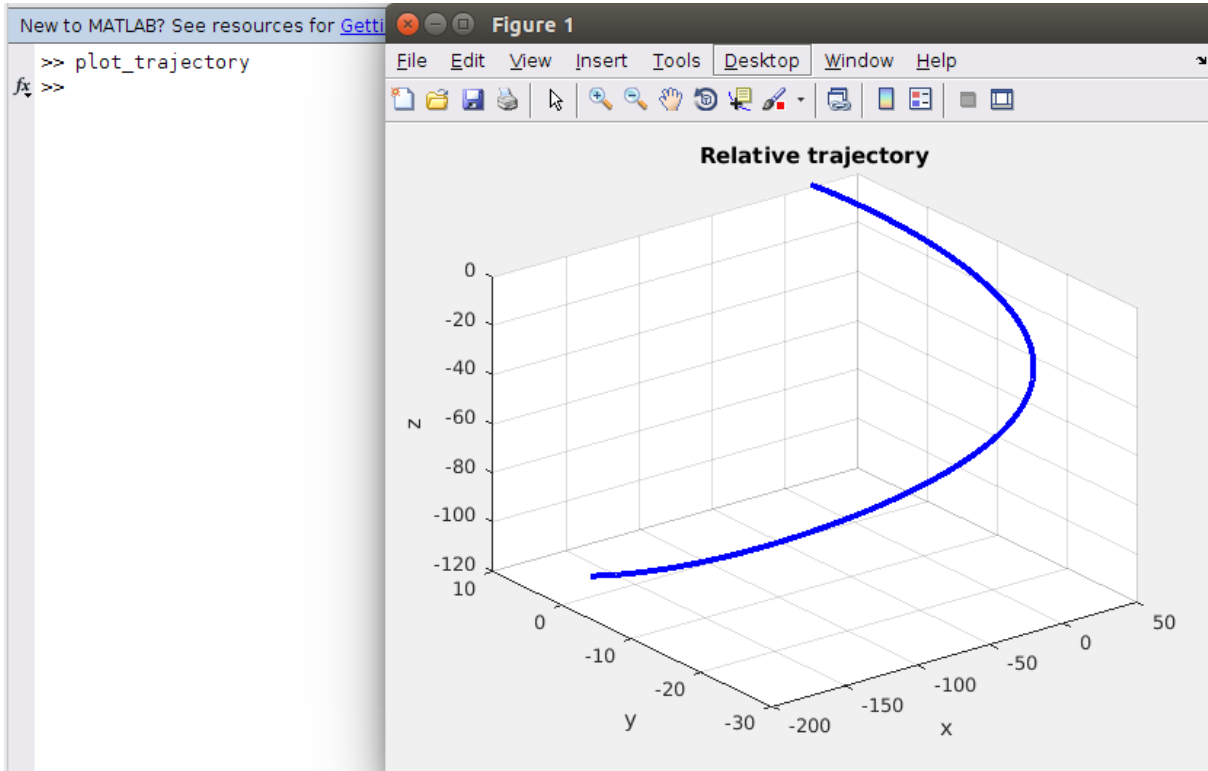 New to MATLAB? See resources for Getti
>> plot_trajectory
fx >>
Figure 1
File Edit View Insert Tools Desktop Window Help
Relative trajectory
0
-20
-40
-60
-80
-100
-120
z
10
0
-10
-20
-30
y
-200
-150
-100
-50
0
50
x